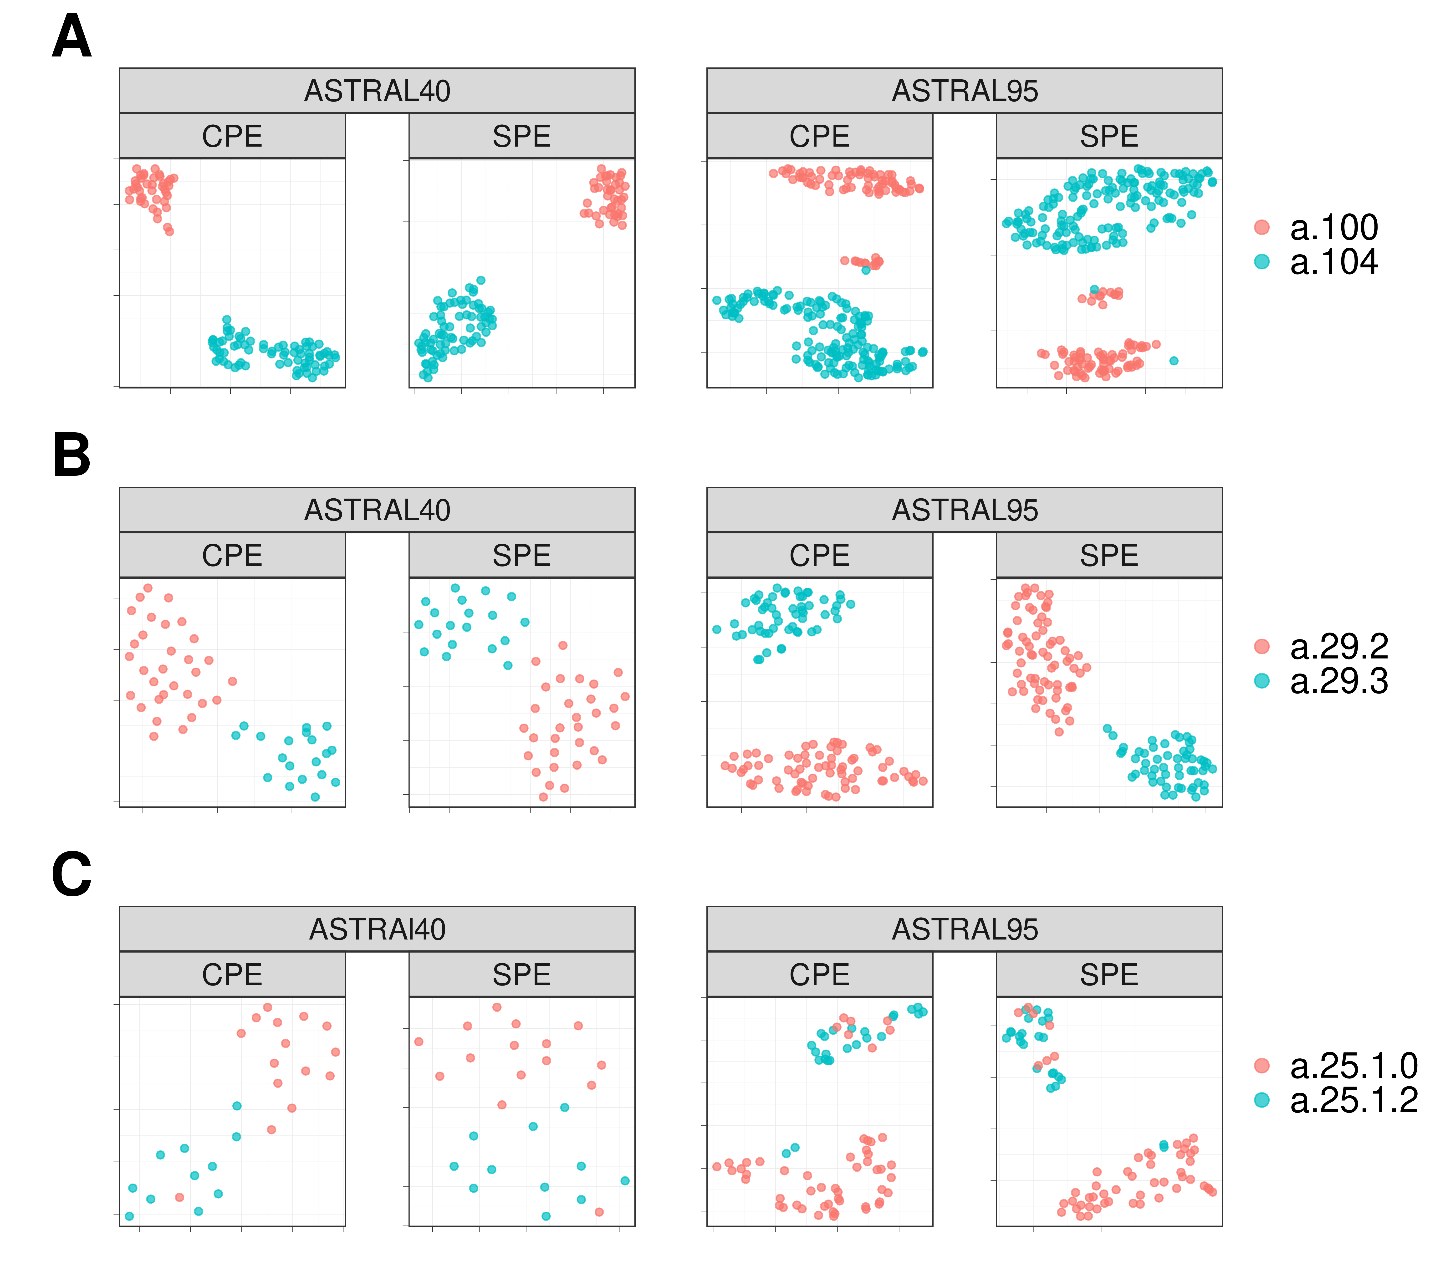 A
ASTRAL40 ASTRAL95
CPE SPE CPE SPE
a.100
a.104
B
ASTRAL40 ASTRAL95
CPE SPE CPE SPE
a.29.2
a.29.3
C
ASTRAl40 ASTRAL95
CPE SPE CPE SPE
a.25.1.0
a.25.1.2